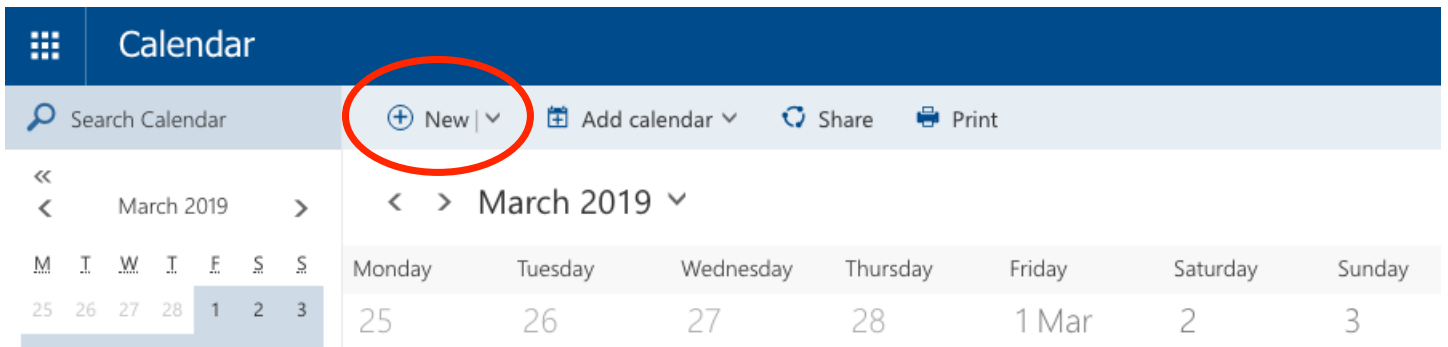 Calendar
Search Calendar
New | Add calendar Share Print
«
< March 2019 >
M T W T F S S
25 26 27 28 1 2 3
< > March 2019
Monday Tuesday Wednesday Thursday Friday Saturday Sunday
25 26 27 28 1 Mar 2 3